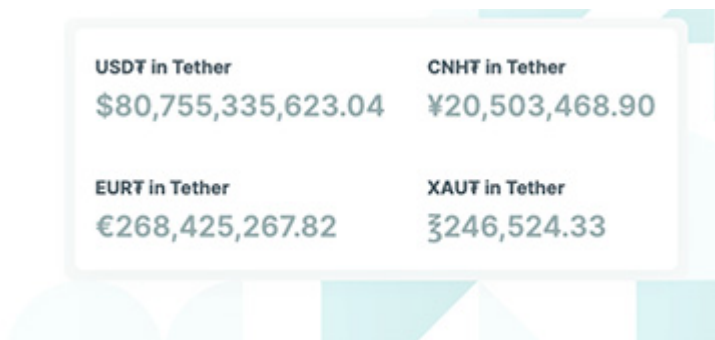 USD₮ in Tether
$80,755,335,623.04
CNH₮ in Tether
¥20,503,468.90
EUR₮ in Tether
€268,425,267.82
XAU₮ in Tether
℥246,524.33